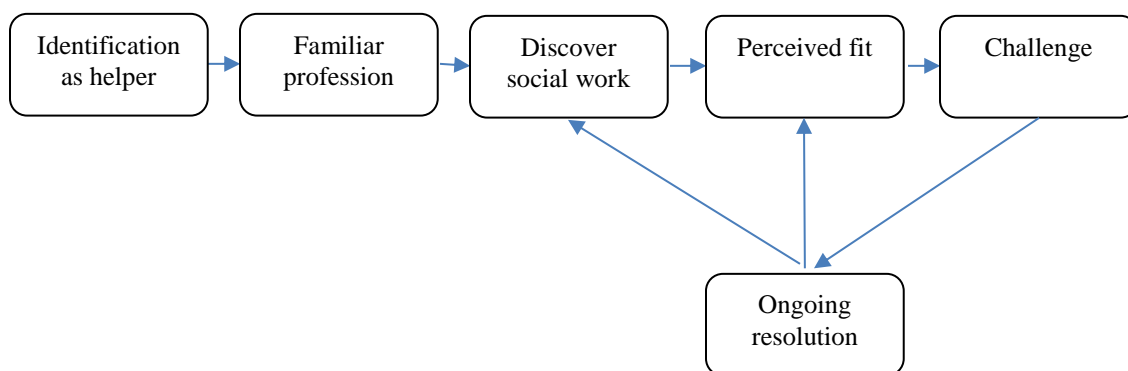 Identification
as helper
Familiar
profession
Discover
social work
Perceived fit
Challenge
Ongoing
resolution